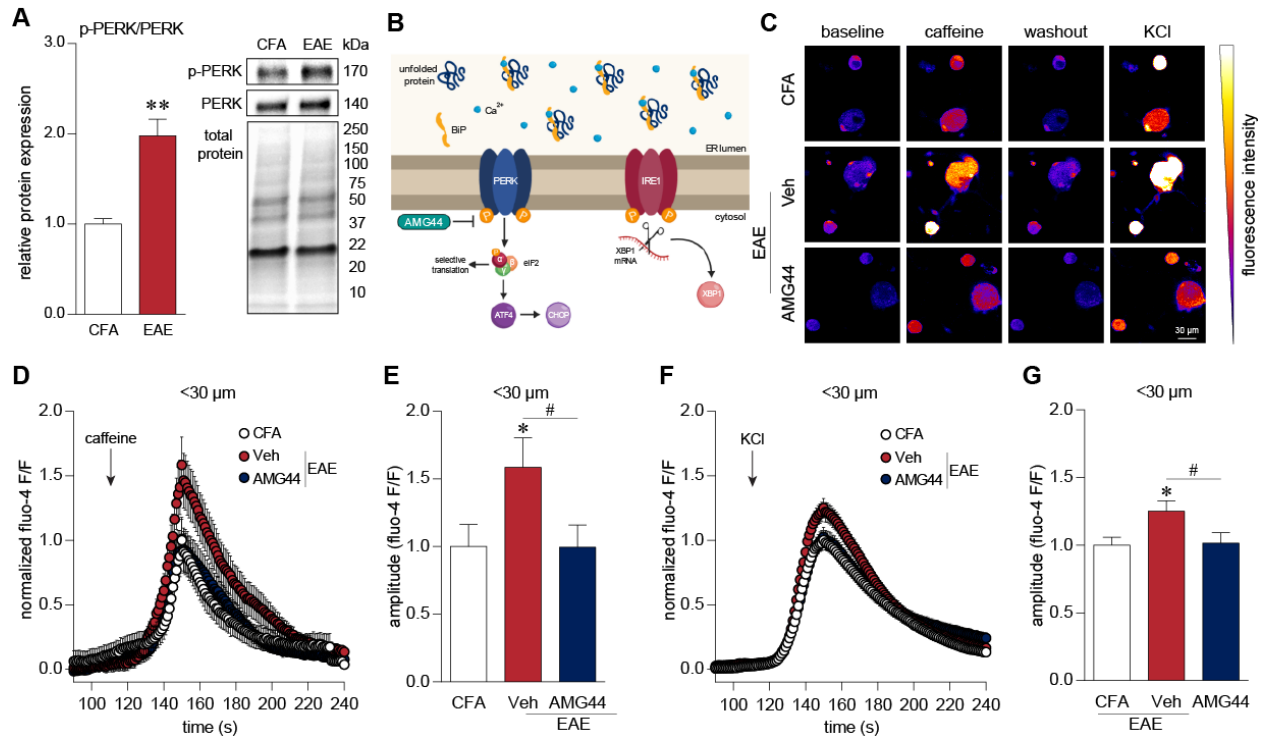 A
p-PERK/PERK
relative protein expression
3.0
2.0
1.0
0.0
**
CFA
EAE
CFA EAE kDa
p-PERK 170
PERK 140
total
protein
250
150
100
75
50
37
22
20
10
B
unfolded
protein
Ca2+
BiP
ER lumen
PERK
IRE1
cytosol
P
P
P
P
AMG44
XBP1
mRNA
selective
translation
α
β
γ
eIF2
XBP1
ATF4
CHOP
C
baseline caffeine washout KCl
CFA
Veh
AMG44
EAE
30 µm
fluorescence intensity
D
<30 µm
normalized fluo-4 F/F
2.0
1.5
1.0
0.5
0.0
caffeine
CFA
Veh
AMG44
EAE
100 120 140 160 180 200 220 240
time (s)
E
<30 µm
amplitude (fluo-4 F/F)
2.0
1.5
1.0
0.5
0.0
*
#
CFA Veh AMG44
EAE
F
<30 µm
normalized fluo-4 F/F
2.0
1.5
1.0
0.5
0.0
KCl
CFA
Veh
AMG44
EAE
100 120 140 160 180 200 220 240
time (s)
G
<30 µm
amplitude (fluo-4 F/F)
2.0
1.5
1.0
0.5
0.0
*
#
CFA Veh AMG44
EAE